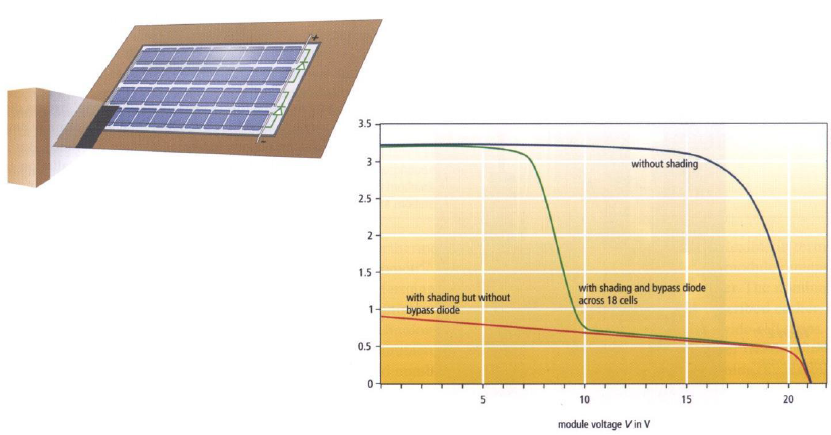 +
-
3.5
3
2.5
2
1.5
1
0.5
0
without shading
with shading and bypass diode
across 18 cells
with shading but without
bypass diode
5
10
15
20
module voltage V in V